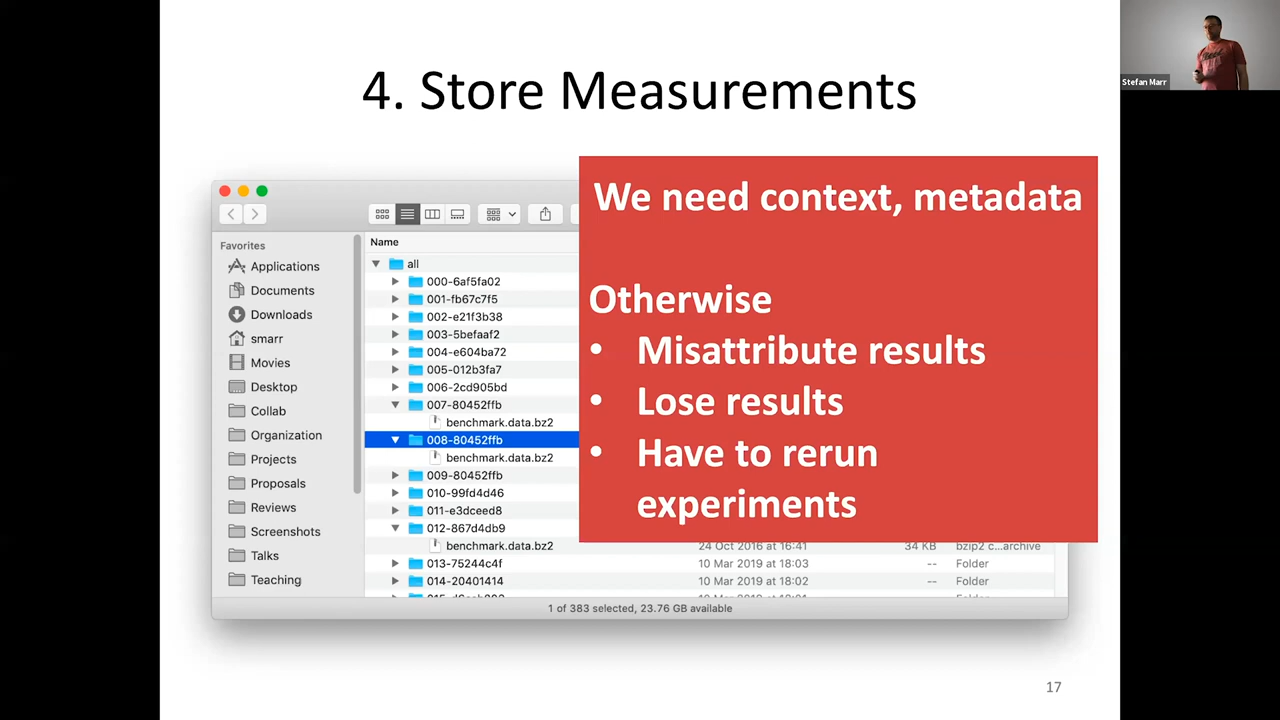 Stefan Marr
4. Store Measurements
We need context, metadata
Otherwise
• Misattribute results
• Lose results
• Have to rerun
experiments
Favorites
Applications
Documents
Downloads
smarr
Movies
Desktop
Collab
Organization
Projects
Proposals
Reviews
Screenshots
Talks
Teaching
Name
all
000-6af5fa02
001-fb67c7f5
002-e21f3b38
003-5befaaf2
004-e604ba72
005-012b3fa7
006-2cd905bd
007-80452ffb
benchmark.data.bz2
008-80452ffb
benchmark.data.bz2
009-80452ffb
010-99fd4d46
011-e3dceed8
012-867d4db9
benchmark.data.bz2 24 Oct 2016 at 16:41 34 KB bzip2 c...archive
013-75244c4f 10 Mar 2019 at 18:03 -- Folder
014-20401414 10 Mar 2019 at 18:02 -- Folder
1 of 383 selected, 23.76 GB available
17